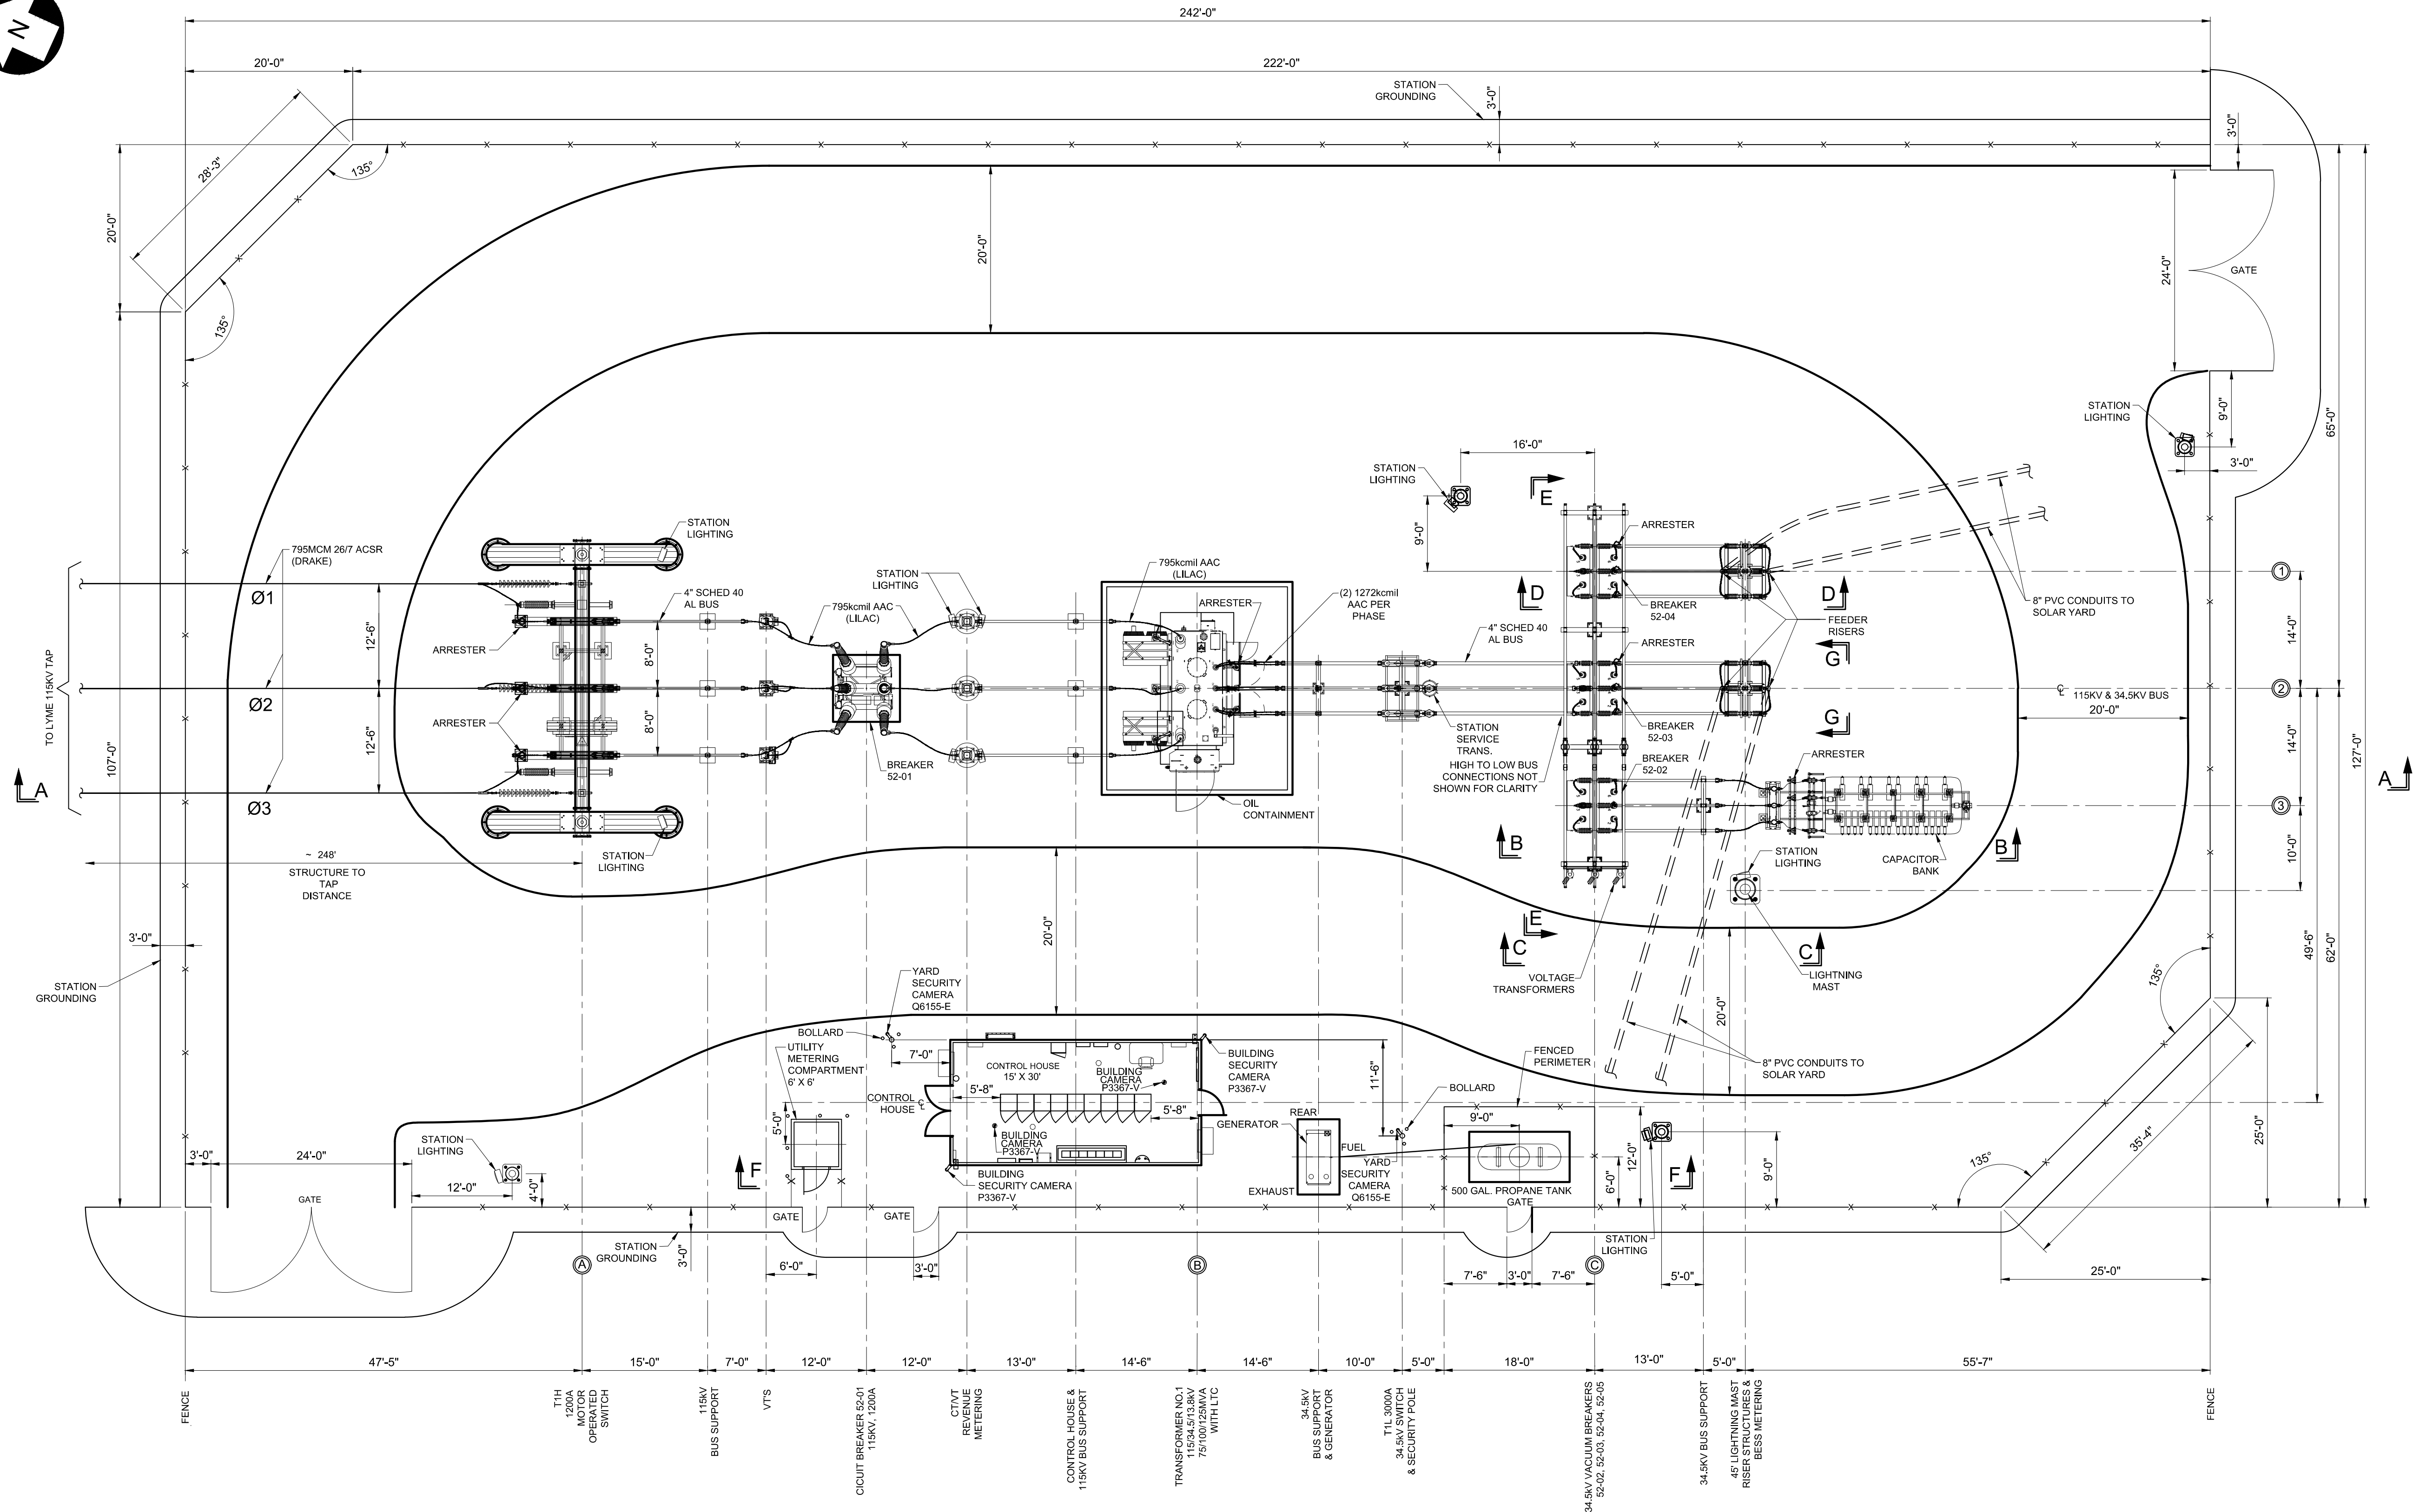 N
242'-0"
20'-0"
222'-0"
STATION
GROUNDING
3'-0"
3'-0"
28'-3"
135°
20'-0"
135°
20'-0"
24'-0"
GATE
65'-0"
STATION
LIGHTING
9'-0"
3'-0"
16'-0"
STATION
LIGHTING
9'-0"
E
ARRESTER
795MCM 26/7 ACSR
(DRAKE)
STATION
LIGHTING
STATION
LIGHTING
795kcmil AAC
(LILAC)
4" SCHED 40
AL BUS
795kcmil AAC
(LILAC)
ARRESTER
(2) 1272kcmil
AAC PER
PHASE
4" SCHED 40
AL BUS
D
BREAKER
52-04
D
FEEDER
RISERS
8" PVC CONDUITS TO
SOLAR YARD
1
14'-0"
Ø1
12'-6"
ARRESTER
8'-0"
ARRESTER
G
TO LYME 115KV TAP
Ø2
115KV & 34,5KV BUS
2
20'-0"
ARRESTER
12'-6"
8'-0"
107'-0"
BREAKER
52-01
STATION
SERVICE
TRANS.
HIGH TO LOW BUS
CONNECTIONS NOT
SHOWN FOR CLARITY
BREAKER
52-03
BREAKER
52-02
G
ARRESTER
14'-0"
127'-0"
A
A
Ø3
OIL
CONTAINMENT
3
B
B
~ 248'
STRUCTURE TO
TAP
DISTANCE
STATION
LIGHTING
STATION
LIGHTING
CAPACITOR
BANK
10'-0"
3'-0"
STATION
GROUNDING
20'-0"
E
C
C
VOLTAGE
TRANSFORMERS
LIGHTNING
MAST
49'-6"
62'-0"
135°
20'-0"
YARD
SECURITY
CAMERA
Q6155-E
BOLLARD
UTILITY
METERING
COMPARTMENT
6' X 6'
7'-0"
CONTROL HOUSE
15' X 30'
BUILDING
CAMERA
P3367-V
BUILDING
SECURITY
CAMERA
P3367-V
11'-6"
FENCED
PERIMETER
8" PVC CONDUITS TO
SOLAR YARD
BOLLARD
5'-8"
5'-8"
CONTROL
HOUSE
5'-0"
BUILDING
CAMERA
P3367-V
GENERATOR
REAR
FUEL
EXHAUST
YARD
SECURITY
CAMERA
Q6155-E
9'-0"
500 GAL. PROPANE TANK
GATE
6'-0"
12'-0"
F
F
9'-0"
135°
35'-4"
25'-0"
STATION
LIGHTING
3'-0"
24'-0"
12'-0"
4'-0"
GATE
BUILDING
SECURITY CAMERA
P3367-V
GATE
GATE
STATION
GROUNDING
3'-0"
STATION
LIGHTING
A
6'-0"
3'-0"
B
7'-6"
3'-0"
7'-6"
C
5'-0"
25'-0"
47'-5"
15'-0"
7'-0"
12'-0"
12'-0"
13'-0"
14'-6"
14'-6"
10'-0"
5'-0"
18'-0"
13'-0"
5'-0"
55'-7"
FENCE
T1H
1200A
MOTOR
OPERATED
SWITCH
115kV
BUS SUPPORT
VT'S
CICUIT BREAKER 52-01
115KV, 1200A
CT/VT
REVENUE
METERING
CONTROL HOUSE &
115KV BUS SUPPORT
TRANSFORMER NO.1
115/34.5/13.8kV
75/100/125MVA
WITH LTC
34.5kV
BUS SUPPORT
& GENERATOR
T1L 3000A
34.5kV SWITCH
& SECURITY POLE
34.5kV VACUUM BREAKERS
52-02, 52-03, 52-04, 52-05
34.5KV BUS SUPPORT
45' LIGHTNING MAST
RISER STRUCTURES &
BESS METERING
FENCE